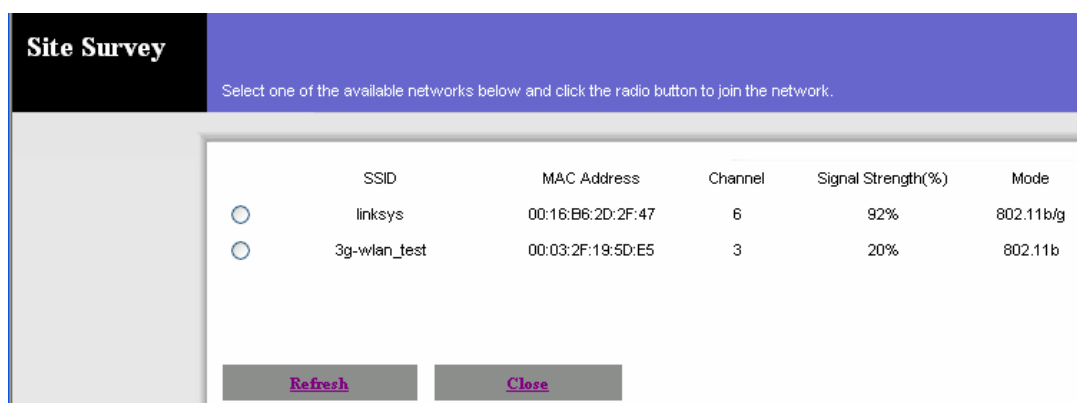 Site Survey
Select one of the available networks below and click the radio button to join the network.
SSID MAC Address Channel Signal Strength(%) Mode
linksys 00:16:B6:2D:2F:47 6 92% 802.11b/g
3g-wlan_test 00:03:2F:19:5D:E5 3 20% 802.11b
Refresh Close